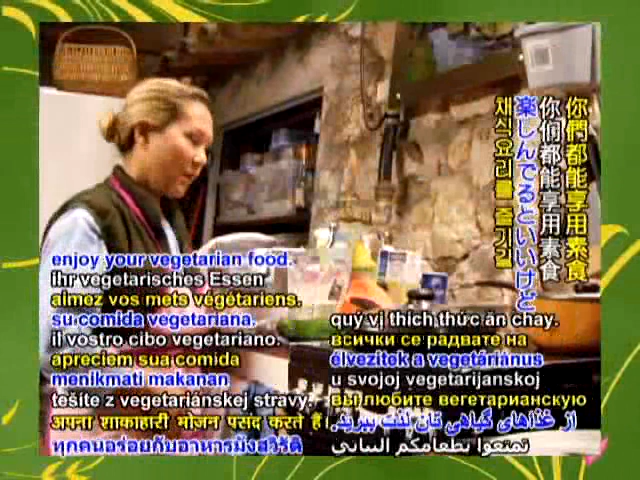 enjoy your vegetarian food.
Ihr vegetarisches Essen
aimez vos mets végétariens.
su comida vegetariana.
il vostro cibo vegetariano.
apreciem sua comida
menikmati makanan
tešíte z vegetariánskej stravy,
अपना शाकाहारी भोजन पसंद करते हैं।
ทุกคนอร่อยกับอาหารมังสวิรัติ
quý vị thích thức ăn chay.
всички се радвате на
élvezitek a vegetáriánus
u svojoj vegetarijanskoj
вы любите вегетарианскую
از غذاهای گیاهی تان لذت ببرید.
تتمتعوا بطعامكم النباتي
你們都能享用素食
你们都能享用素食
楽しんでるといいけど
채식요리를 즐기길